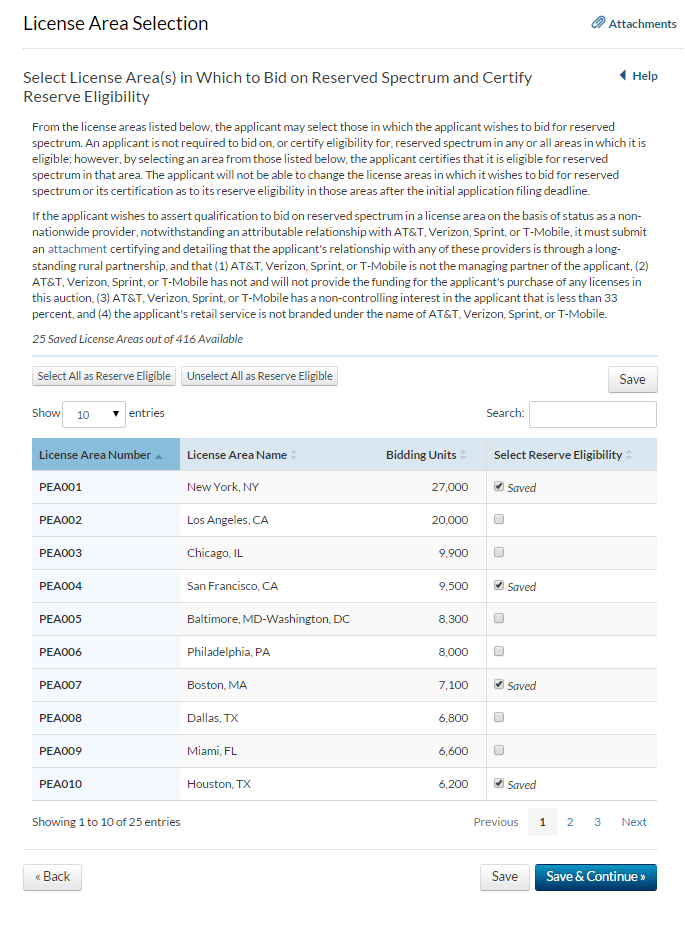 License Area Selection
Attachments
Select License Area(s) in Which to Bid on Reserved Spectrum and Certify
Reserve Eligibility
Help
From the license areas listed below, the applicant may select those in which the applicant wishes to bid for reserved
spectrum. An applicant is not required to bid on, or certify eligibility for, reserved spectrum in any or all areas in which it is
eligible; however, by selecting an area from those listed below, the applicant certifies that it is eligible for reserved
spectrum in that area. The applicant will not be able to change the license areas in which it wishes to bid for reserved
spectrum or its certification as to its reserve eligibility in those areas after the initial application filing deadline.
If the applicant wishes to assert qualification to bid on reserved spectrum in a license area on the basis of status as a non-
nationwide provider, notwithstanding an attributable relationship with AT&T, Verizon, Sprint, or T-Mobile, it must submit
an attachment certifying and detailing that the applicant's relationship with any of these providers is through a long-
standing rural partnership, and that (1) AT&T, Verizon, Sprint, or T-Mobile is not the managing partner of the applicant, (2)
AT&T, Verizon, Sprint, or T-Mobile has not and will not provide the funding for the applicant's purchase of any licenses in
this auction, (3) AT&T, Verizon, Sprint, or T-Mobile has a non-controlling interest in the applicant that is less than 33
percent, and (4) the applicant's retail service is not branded under the name of AT&T, Verizon, Sprint, or T-Mobile.
25 Saved License Areas out of 416 Available
Select All as Reserve Eligible Unselect All as Reserve Eligible Save
Show 10 entries Search:
License Area Number License Area Name Bidding Units Select Reserve Eligibility
PEA001 New York, NY 27,000 Saved
PEA002 Los Angeles, CA 20,000
PEA003 Chicago, IL 9,900
PEA004 San Francisco, CA 9,500 Saved
PEA005 Baltimore, MD-Washington, DC 8,300
PEA006 Philadelphia, PA 8,000
PEA007 Boston, MA 7,100 Saved
PEA008 Dallas, TX 6,800
PEA009 Miami, FL 6,600
PEA010 Houston, TX 6,200 Saved
Showing 1 to 10 of 25 entries Previous 1 2 3 Next
« Back Save Save & Continue »